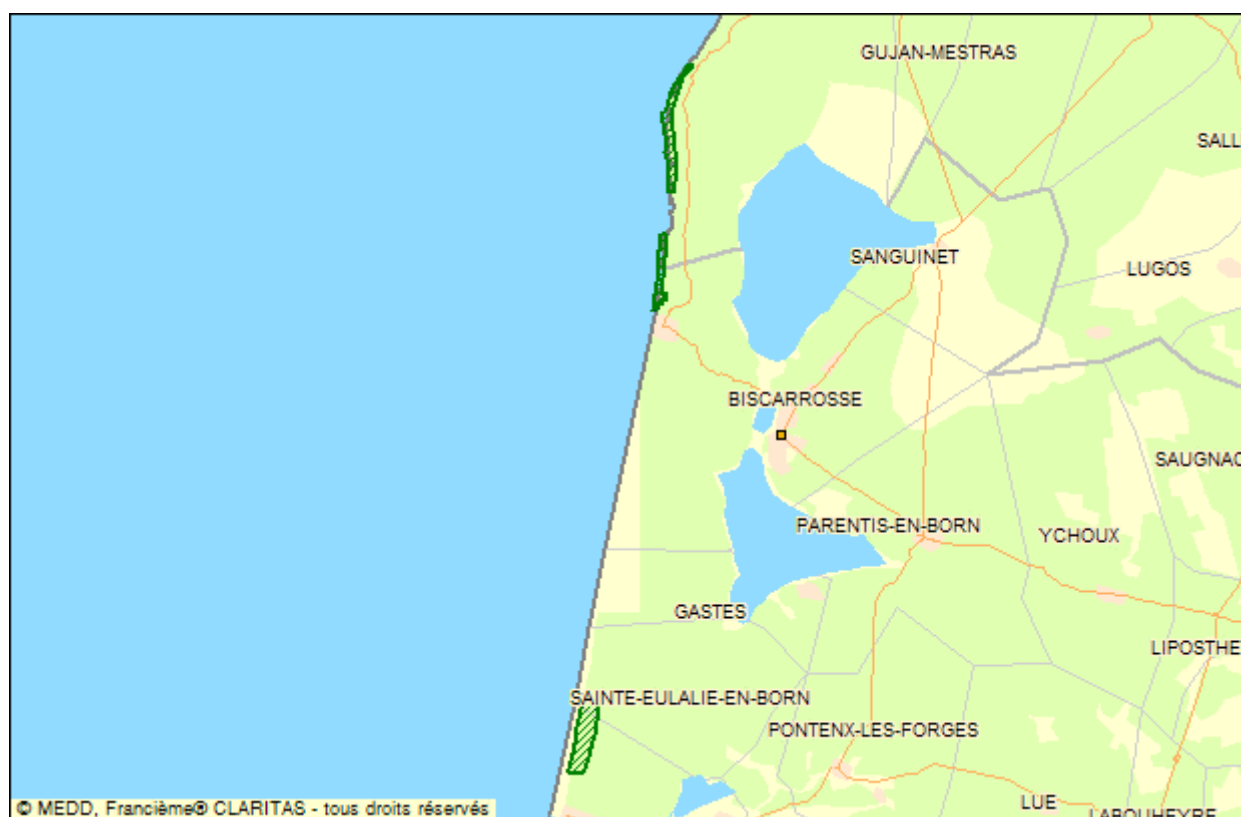 GUJAN-MESTRAS
SALL
SANGUINET
LUGOS
BISCARROSSE
SAUGNAC
PARENTIS-EN-BORN
YCHOUX
GASTES
LIPOSTHE
SAINTE-EULALIE-EN-BORN
PONTENX-LES-FORGES
LUE
LABOUHEYRE
© MEDD, Francième® CLARITAS - tous droits réservés